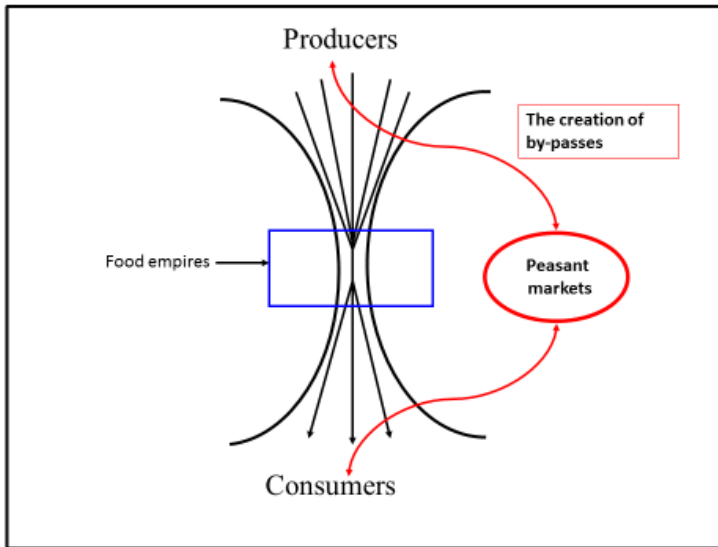 Producers
The creation of
by-passes
Food empires
Peasant
markets
Consumers